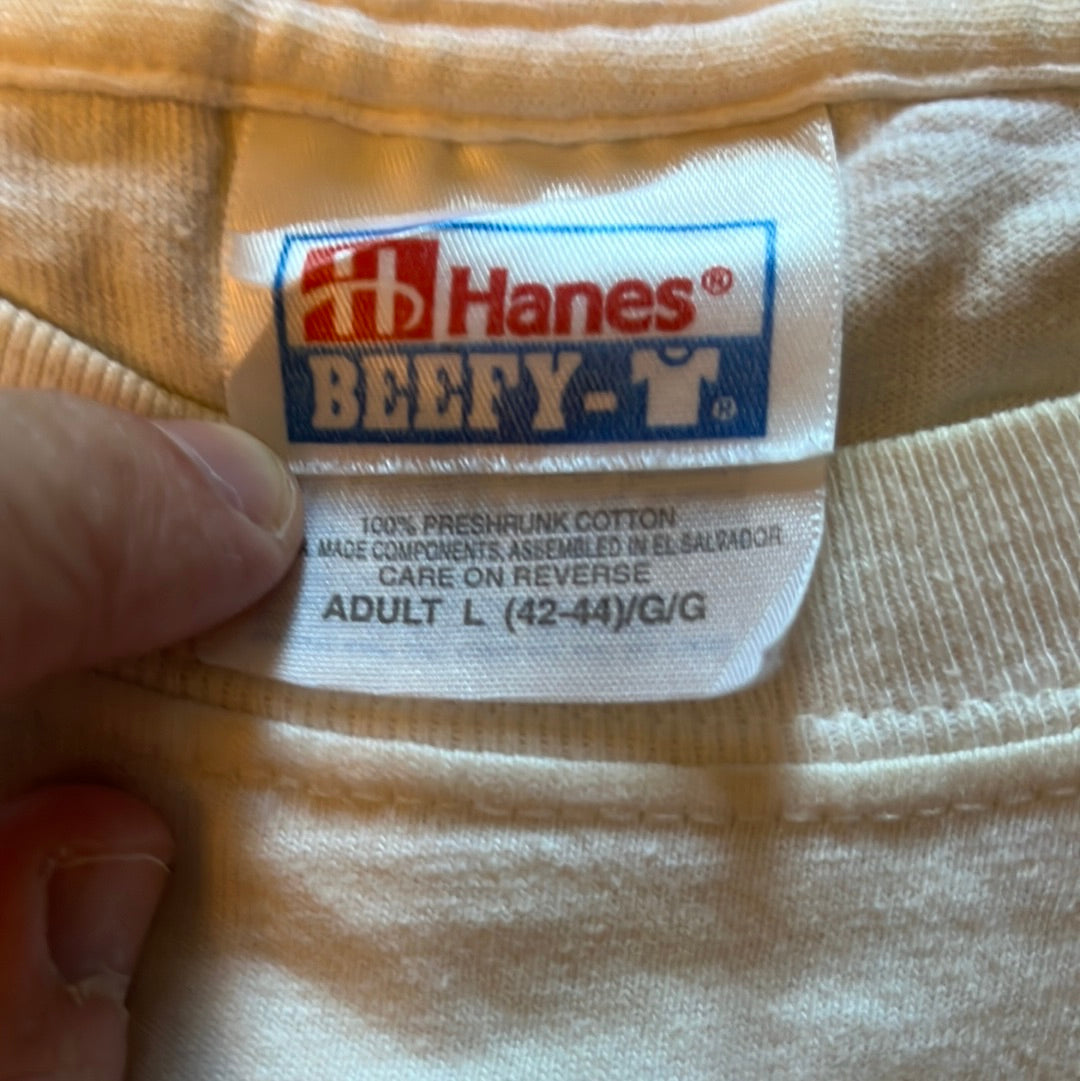 H Hanes®
BEEFY-T®
100% PRESHRUNK COTTON
A MADE COMPONENTS, ASSEMBLED IN EL SALVADOR
CARE ON REVERSE
ADULT L (42-44)/G/G